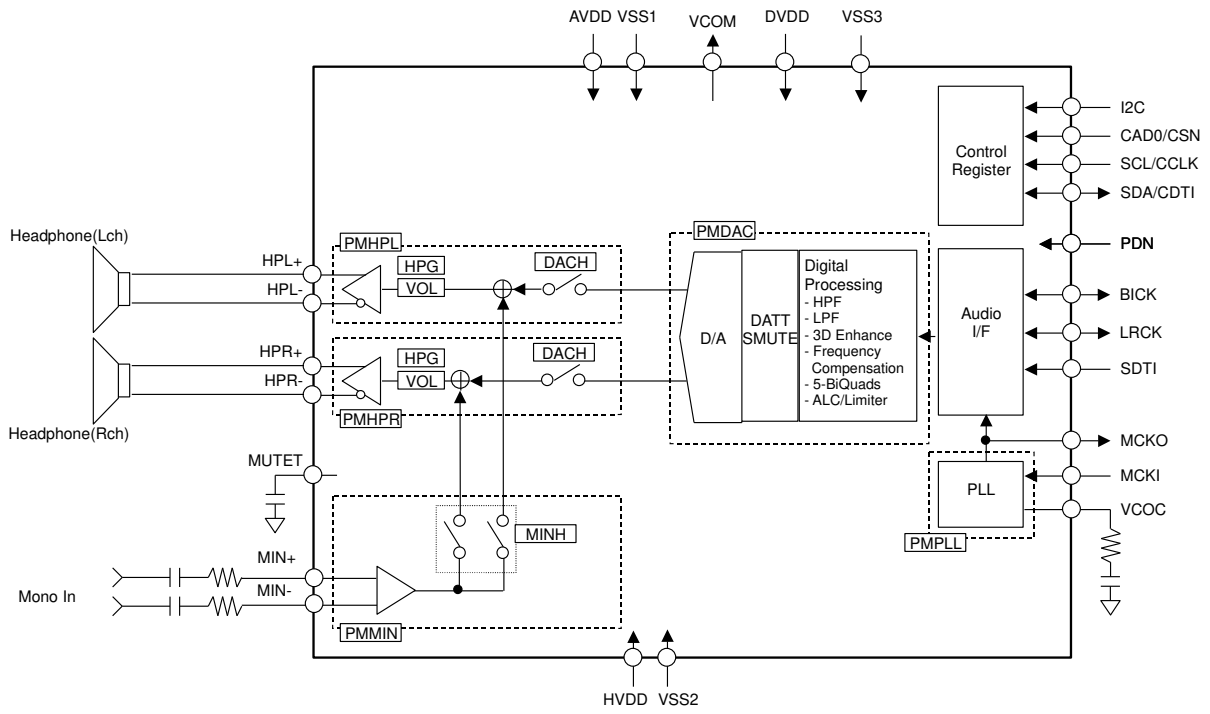 AVDD VSS1 VCOM DVDD VSS3
I2C
CAD0/CSN
SCL/CCLK
SDA/CDTI
Control
Register
PDN
Headphone(Lch)
HPL+
HPL-
PMHPL
HPG
VOL
DACH
PMDAC
D/A
DATT
SMUTE
Digital
Processing
- HPF
- LPF
- 3D Enhance
- Frequency
Compensation
- 5-BiQuads
- ALC/Limiter
Audio
I/F
BICK
LRCK
SDTI
HPR+
HPR-
HPG
VOL
DACH
PMHPR
Headphone(Rch)
MUTET
MCKO
MCKI
VCOC
PLL
PMPLL
MINH
MIN+
MIN-
Mono In
PMMIN
HVDD VSS2